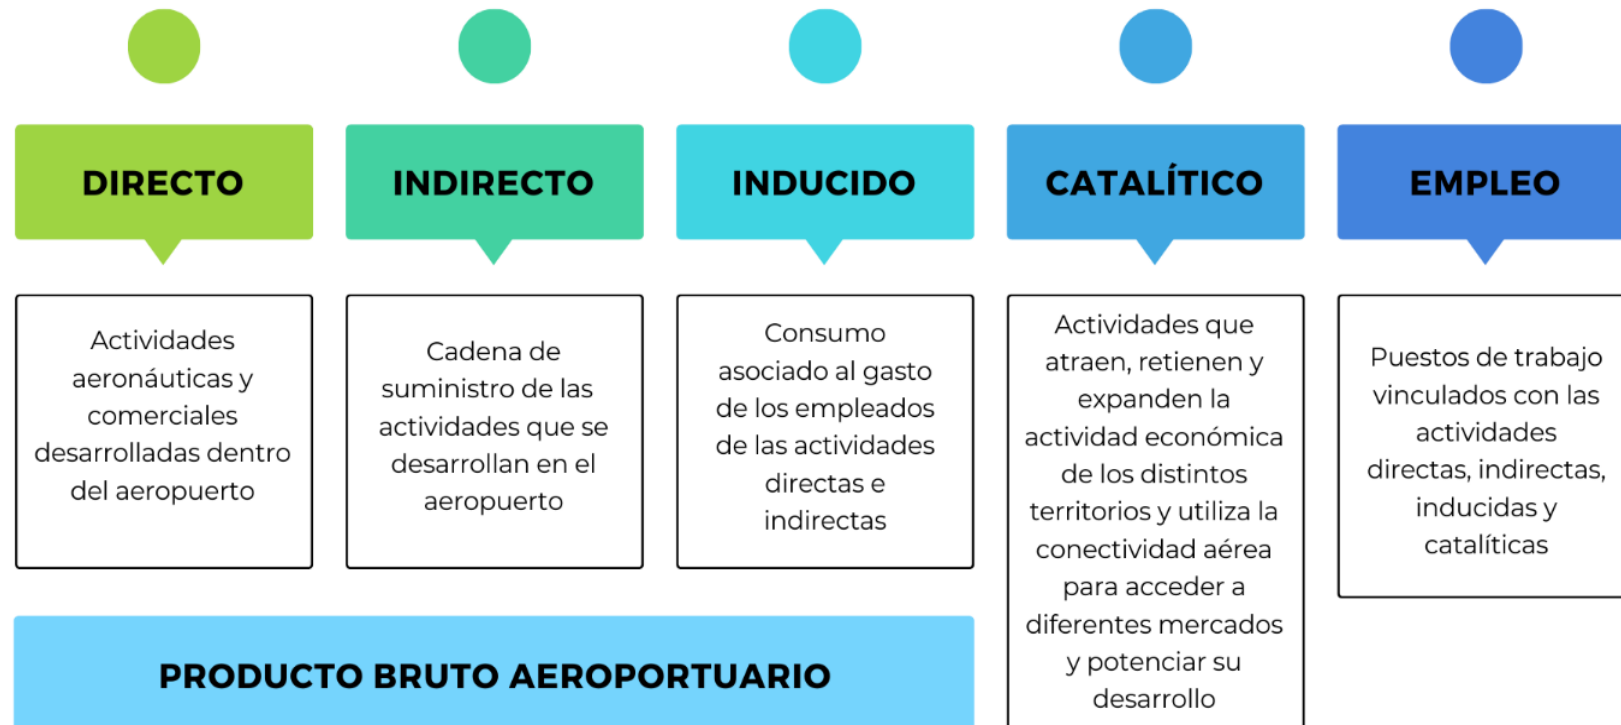 DIRECTO
Actividades
aeronáuticas y
comerciales
desarrolladas dentro
del aeropuerto
INDIRECTO
Cadena de
suministro de las
actividades que se
desarrollan en el
aeropuerto
INDUCIDO
Consumo
asociado al gasto
de los empleados
de las actividades
directas e
indirectas
CATALÍTICO
Actividades que
atraen, retienen y
expanden la
actividad económica
de los distintos
territorios y utiliza la
conectividad aérea
para acceder a
diferentes mercados
y potenciar su
desarrollo
EMPLEO
Puestos de trabajo
vinculados con las
actividades
directas, indirectas,
inducidas y
catalíticas
PRODUCTO BRUTO AEROPORTUARIO